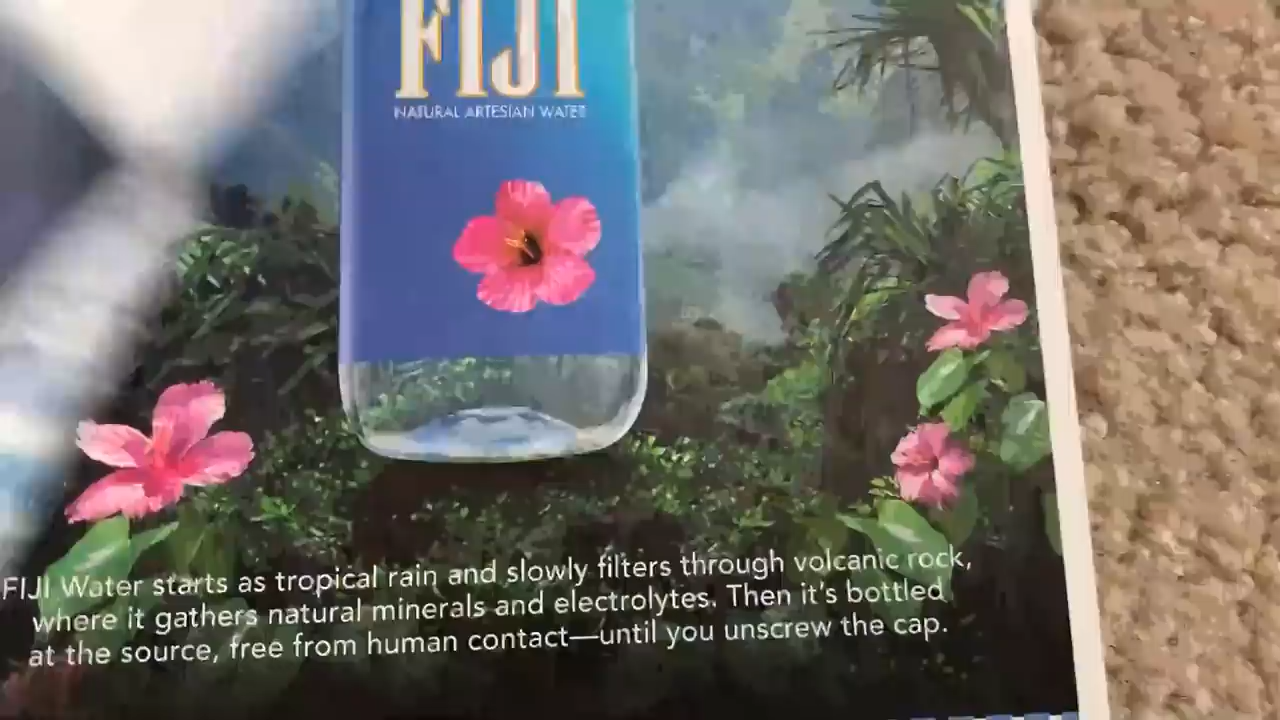 FIJI
NATURAL ARTESIAN WATER
FIJI Water starts as tropical rain and slowly filters through volcanic rock,
where it gathers natural minerals and electrolytes. Then it's bottled
at the source, free from human contact—until you unscrew the cap.